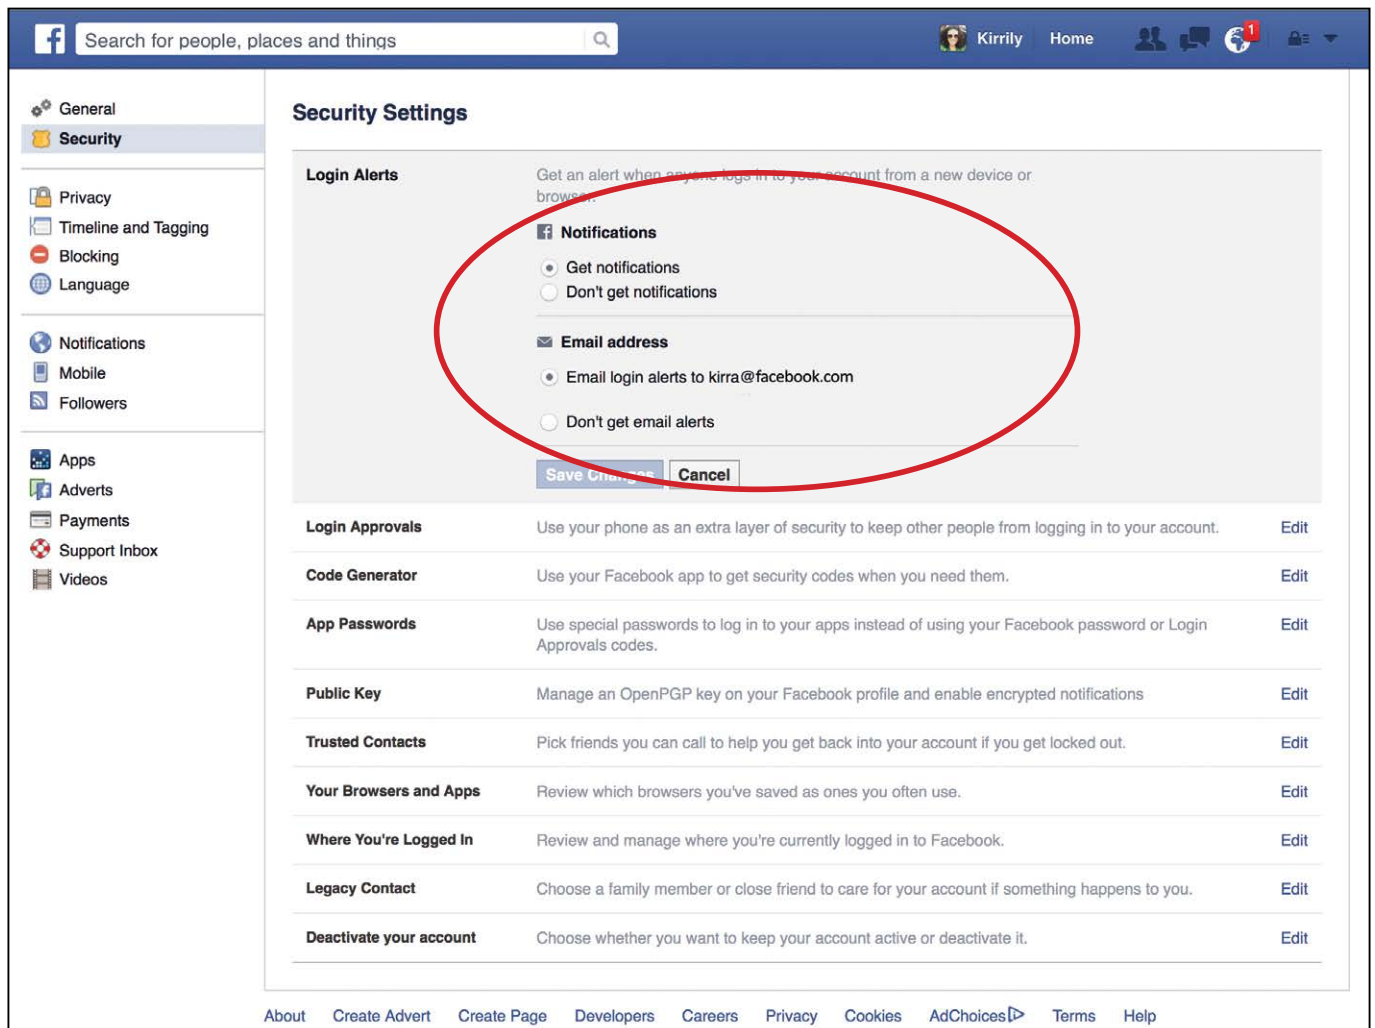 Search for people, places and things
Kirrily Home
1
General
Security
Privacy
Timeline and Tagging
Blocking
Language
Notifications
Mobile
Followers
Apps
Adverts
Payments
Support Inbox
Videos
Security Settings
Login Alerts
Get an alert when anyone logs in to your account from a new device or
browser.
Notifications
Get notifications
Don't get notifications
Email address
Email login alerts to kirra@facebook.com
Don't get email alerts
Save Changes Cancel
Login Approvals Use your phone as an extra layer of security to keep other people from logging in to your account. Edit
Code Generator Use your Facebook app to get security codes when you need them. Edit
App Passwords Use special passwords to log in to your apps instead of using your Facebook password or Login Edit
Approvals codes.
Public Key Manage an OpenPGP key on your Facebook profile and enable encrypted notifications Edit
Trusted Contacts Pick friends you can call to help you get back into your account if you get locked out. Edit
Your Browsers and Apps Review which browsers you've saved as ones you often use. Edit
Where You're Logged In Review and manage where you're currently logged in to Facebook. Edit
Legacy Contact Choose a family member or close friend to care for your account if something happens to you. Edit
Deactivate your account Choose whether you want to keep your account active or deactivate it. Edit
About Create Advert Create Page Developers Careers Privacy Cookies AdChoices Terms Help